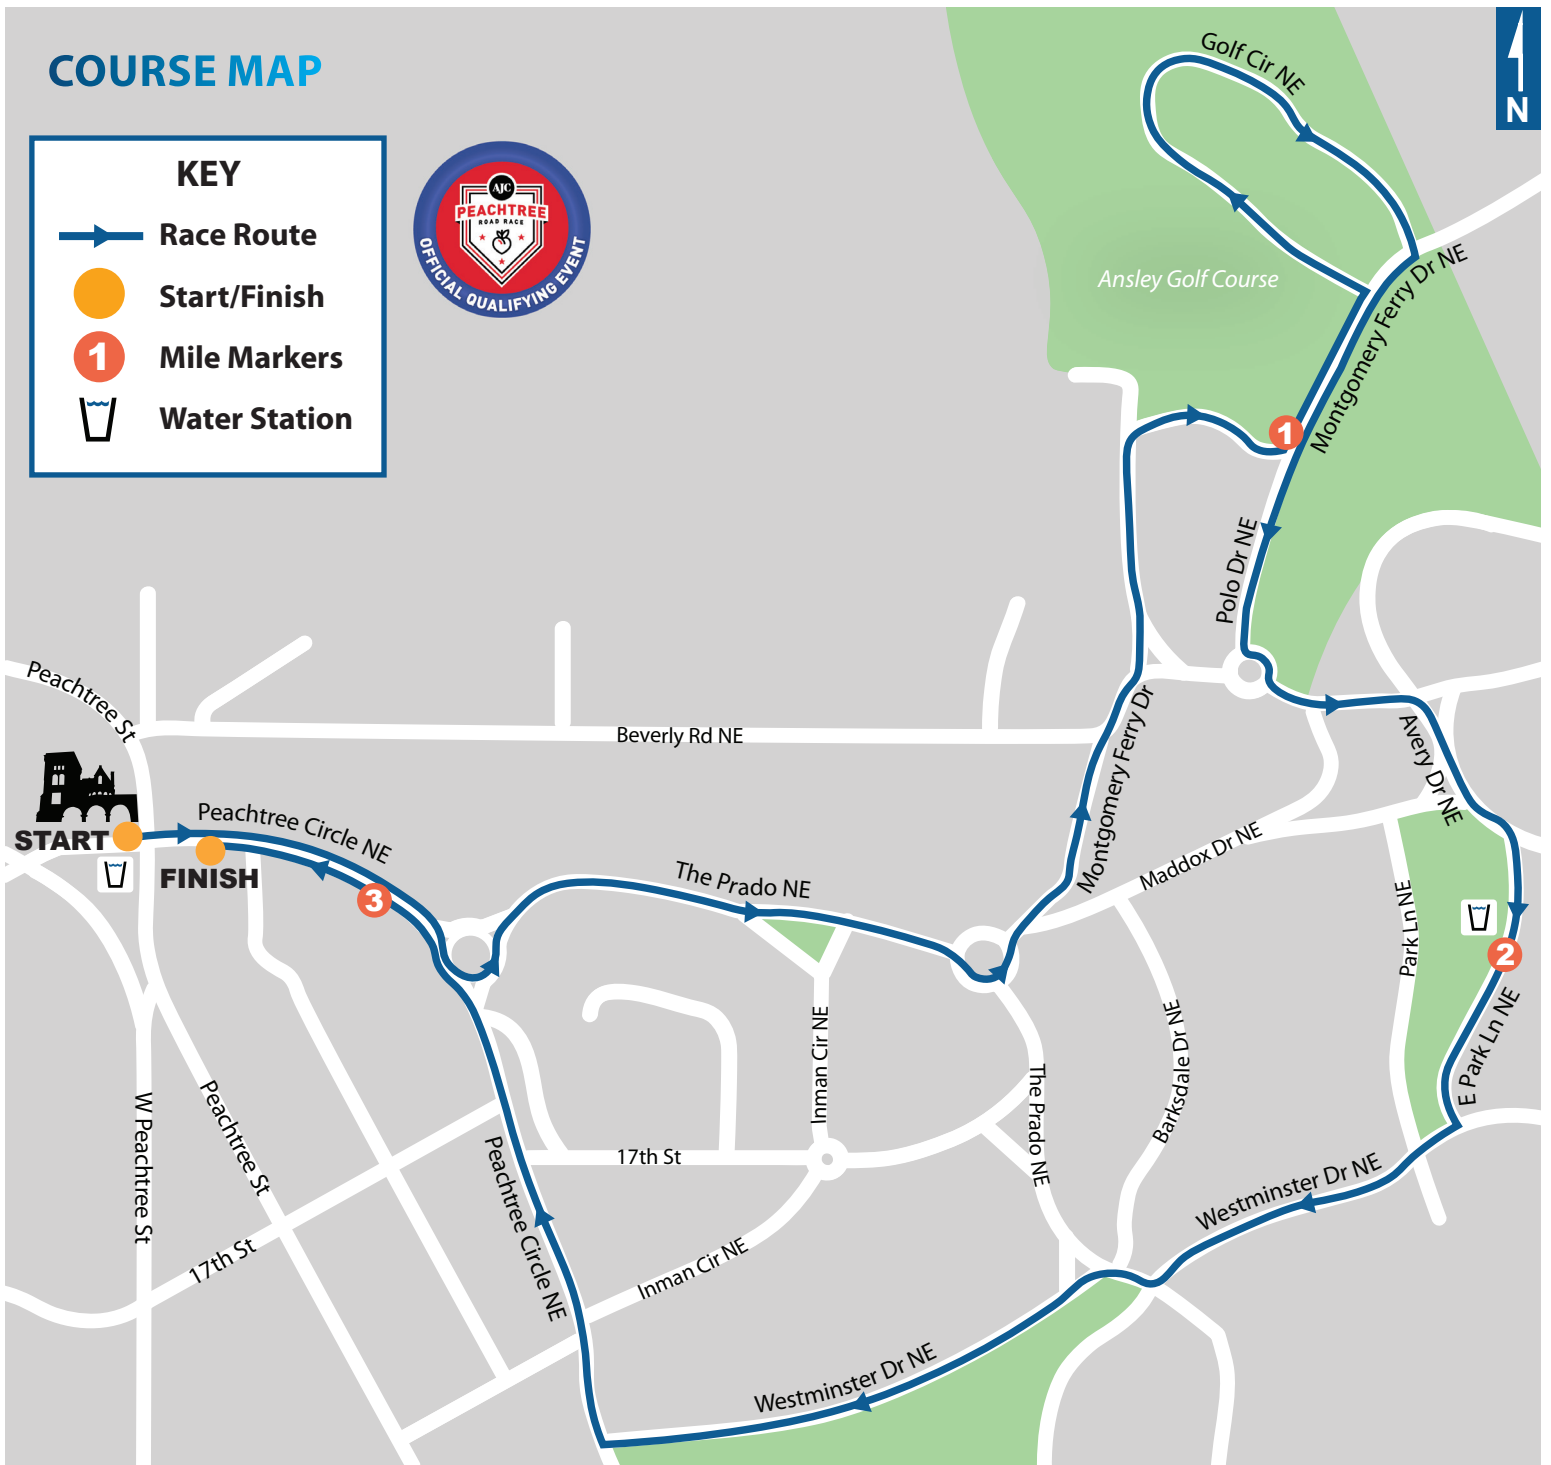 COURSE MAP
N
KEY
Race Route
Start/Finish
1
Mile Markers
Water Station
AJC
PEACHTREE
ROAD RACE
OFFICIAL QUALIFYING EVENT
Golf Cir NE
Ansley Golf Course
Montgomery Ferry Dr NE
1
Polo Dr NE
Peachtree St
Beverly Rd NE
Montgomery Ferry Dr
Avery Dr NE
START
FINISH
Peachtree Circle NE
3
The Prado NE
Maddox Dr NE
Park Ln NE
2
E Park Ln NE
Inman Cir NE
Barksdale Dr NE
The Prado NE
W Peachtree St
Peachtree St
17th St
17th St
Peachtree Circle NE
Inman Cir NE
Westminster Dr NE
Westminster Dr NE